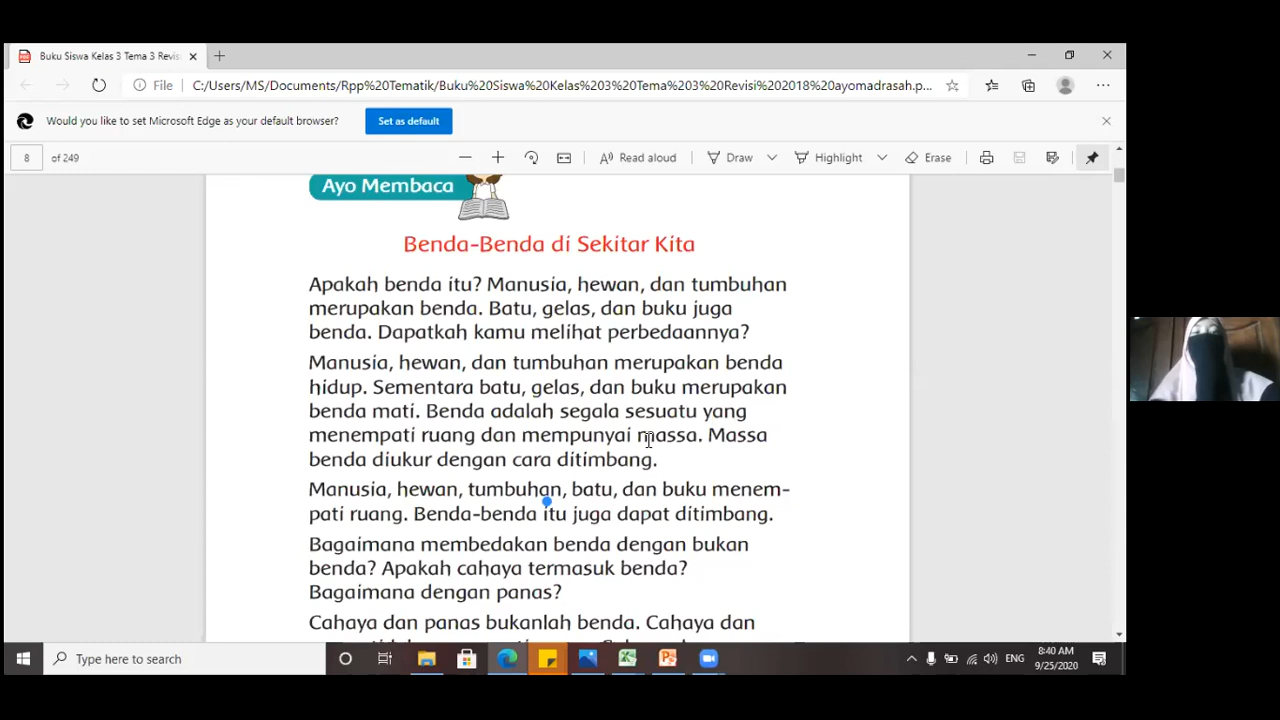 Buku Siswa Kelas 3 Tema 3 Revisi
File
C:/Users/MS/Documents/Rpp%20Tematik/Buku%20Siswa%20Kelas%203%20Tema%203%20Revisi%202018%20ayomadrasah.p...
Would you like to set Microsoft Edge as your default browser?
Set as default
8 of 249
Read aloud
Draw
Highlight
Erase
Ayo Membaca
Benda-Benda di Sekitar Kita
Apakah benda itu? Manusia, hewan, dan tumbuhan
merupakan benda. Batu, gelas, dan buku juga
benda. Dapatkah kamu melihat perbedaannya?
Manusia, hewan, dan tumbuhan merupakan benda
hidup. Sementara batu, gelas, dan buku merupakan
benda mati. Benda adalah segala sesuatu yang
menempati ruang dan mempunyai massa. Massa
benda diukur dengan cara ditimbang.
Manusia, hewan, tumbuhan, batu, dan buku menem-
pati ruang. Benda-benda itu juga dapat ditimbang.
Bagaimana membedakan benda dengan bukan
benda? Apakah cahaya termasuk benda?
Bagaimana dengan panas?
Cahaya dan panas bukanlah benda. Cahaya dan
Type here to search
ENG
8:40 AM
9/25/2020